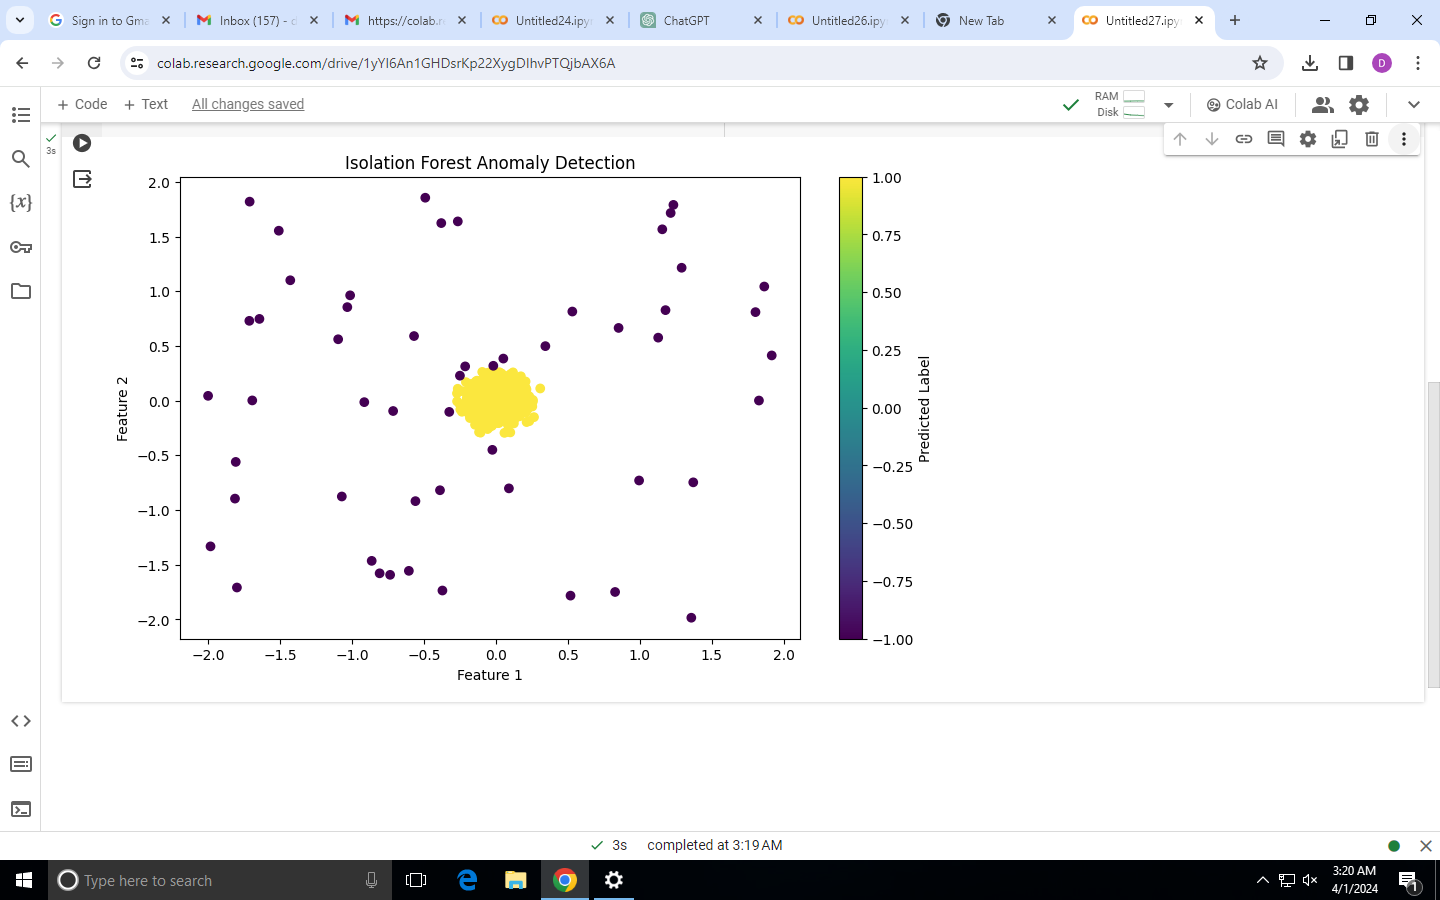 Sign in to Gma
Inbox (157) - d
https://colab.r
Untitled24.ipy
ChatGPT
Untitled26.ipy
New Tab
Untitled27.ipy
colab.research.google.com/drive/1yYI6An1GHDsrKp22XygDIhvPTQjbAX6A
D
+ Code + Text All changes saved
RAM
Disk
Colab AI
{x}
3s
Isolation Forest Anomaly Detection
2.0
1.5
1.0
0.5
0.0
−0.5
−1.0
−1.5
−2.0
Feature 2
−2.0 −1.5 −1.0 −0.5 0.0 0.5 1.0 1.5 2.0
Feature 1
1.00
0.75
0.50
0.25
0.00
−0.25
−0.50
−0.75
−1.00
Predicted Label
3s completed at 3:19 AM
Type here to search
3:20 AM
4/1/2024
1